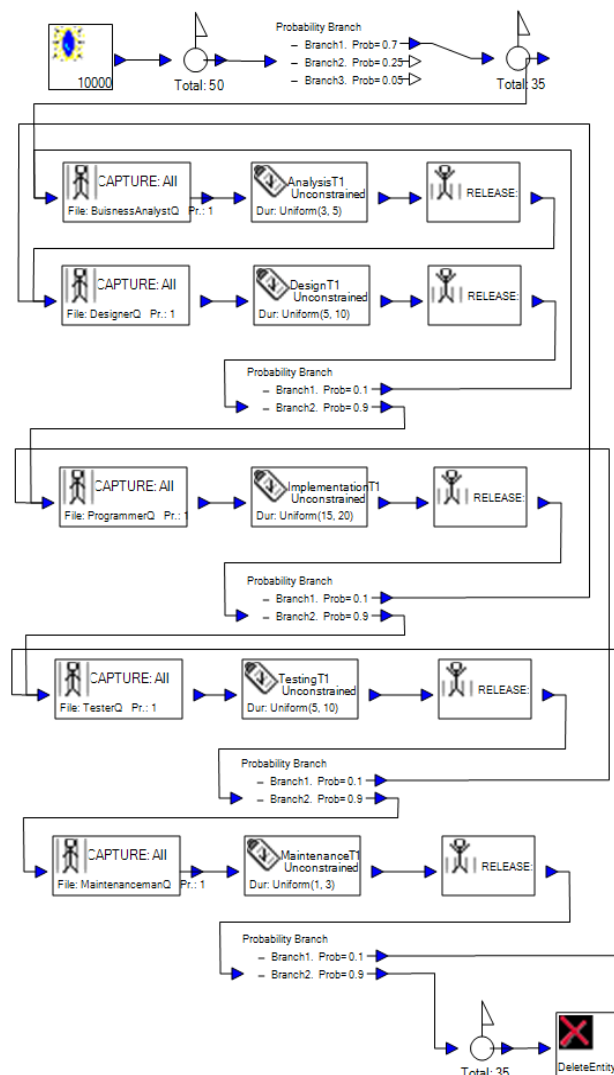 10000
Total: 50
Probability Branch
– Branch1. Prob= 0.7
– Branch2. Prob= 0.25
– Branch3. Prob= 0.05
Total: 35
CAPTURE: All
File: BuisnessAnalystQ Pr.: 1
AnalysisT1
Unconstrained
Dur: Uniform(3, 5)
RELEASE:
CAPTURE: All
File: DesignerQ Pr.: 1
DesignT1
Unconstrained
Dur: Uniform(5, 10)
RELEASE:
Probability Branch
– Branch1. Prob= 0.1
– Branch2. Prob= 0.9
CAPTURE: All
File: ProgrammerQ Pr.: 1
ImplementationT1
Unconstrained
Dur: Uniform(15, 20)
RELEASE:
Probability Branch
– Branch1. Prob= 0.1
– Branch2. Prob= 0.9
CAPTURE: All
File: TesterQ Pr.: 1
TestingT1
Unconstrained
Dur: Uniform(5, 10)
RELEASE:
Probability Branch
– Branch1. Prob= 0.1
– Branch2. Prob= 0.9
CAPTURE: All
File: MaintenancemanQ Pr.: 1
MaintenanceT1
Unconstrained
Dur: Uniform(1, 3)
RELEASE:
Probability Branch
– Branch1. Prob= 0.1
– Branch2. Prob= 0.9
Total: 35
DeleteEntity